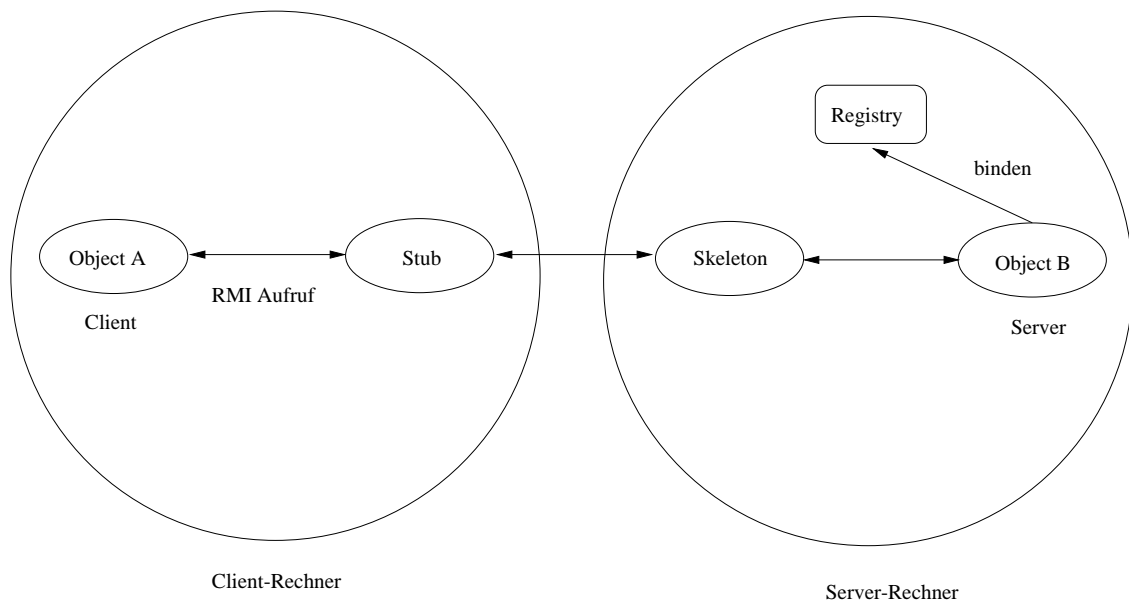 Registry
binden
Object A
Stub
Skeleton
Object B
RMI Aufruf
Client
Server
Client-Rechner
Server-Rechner